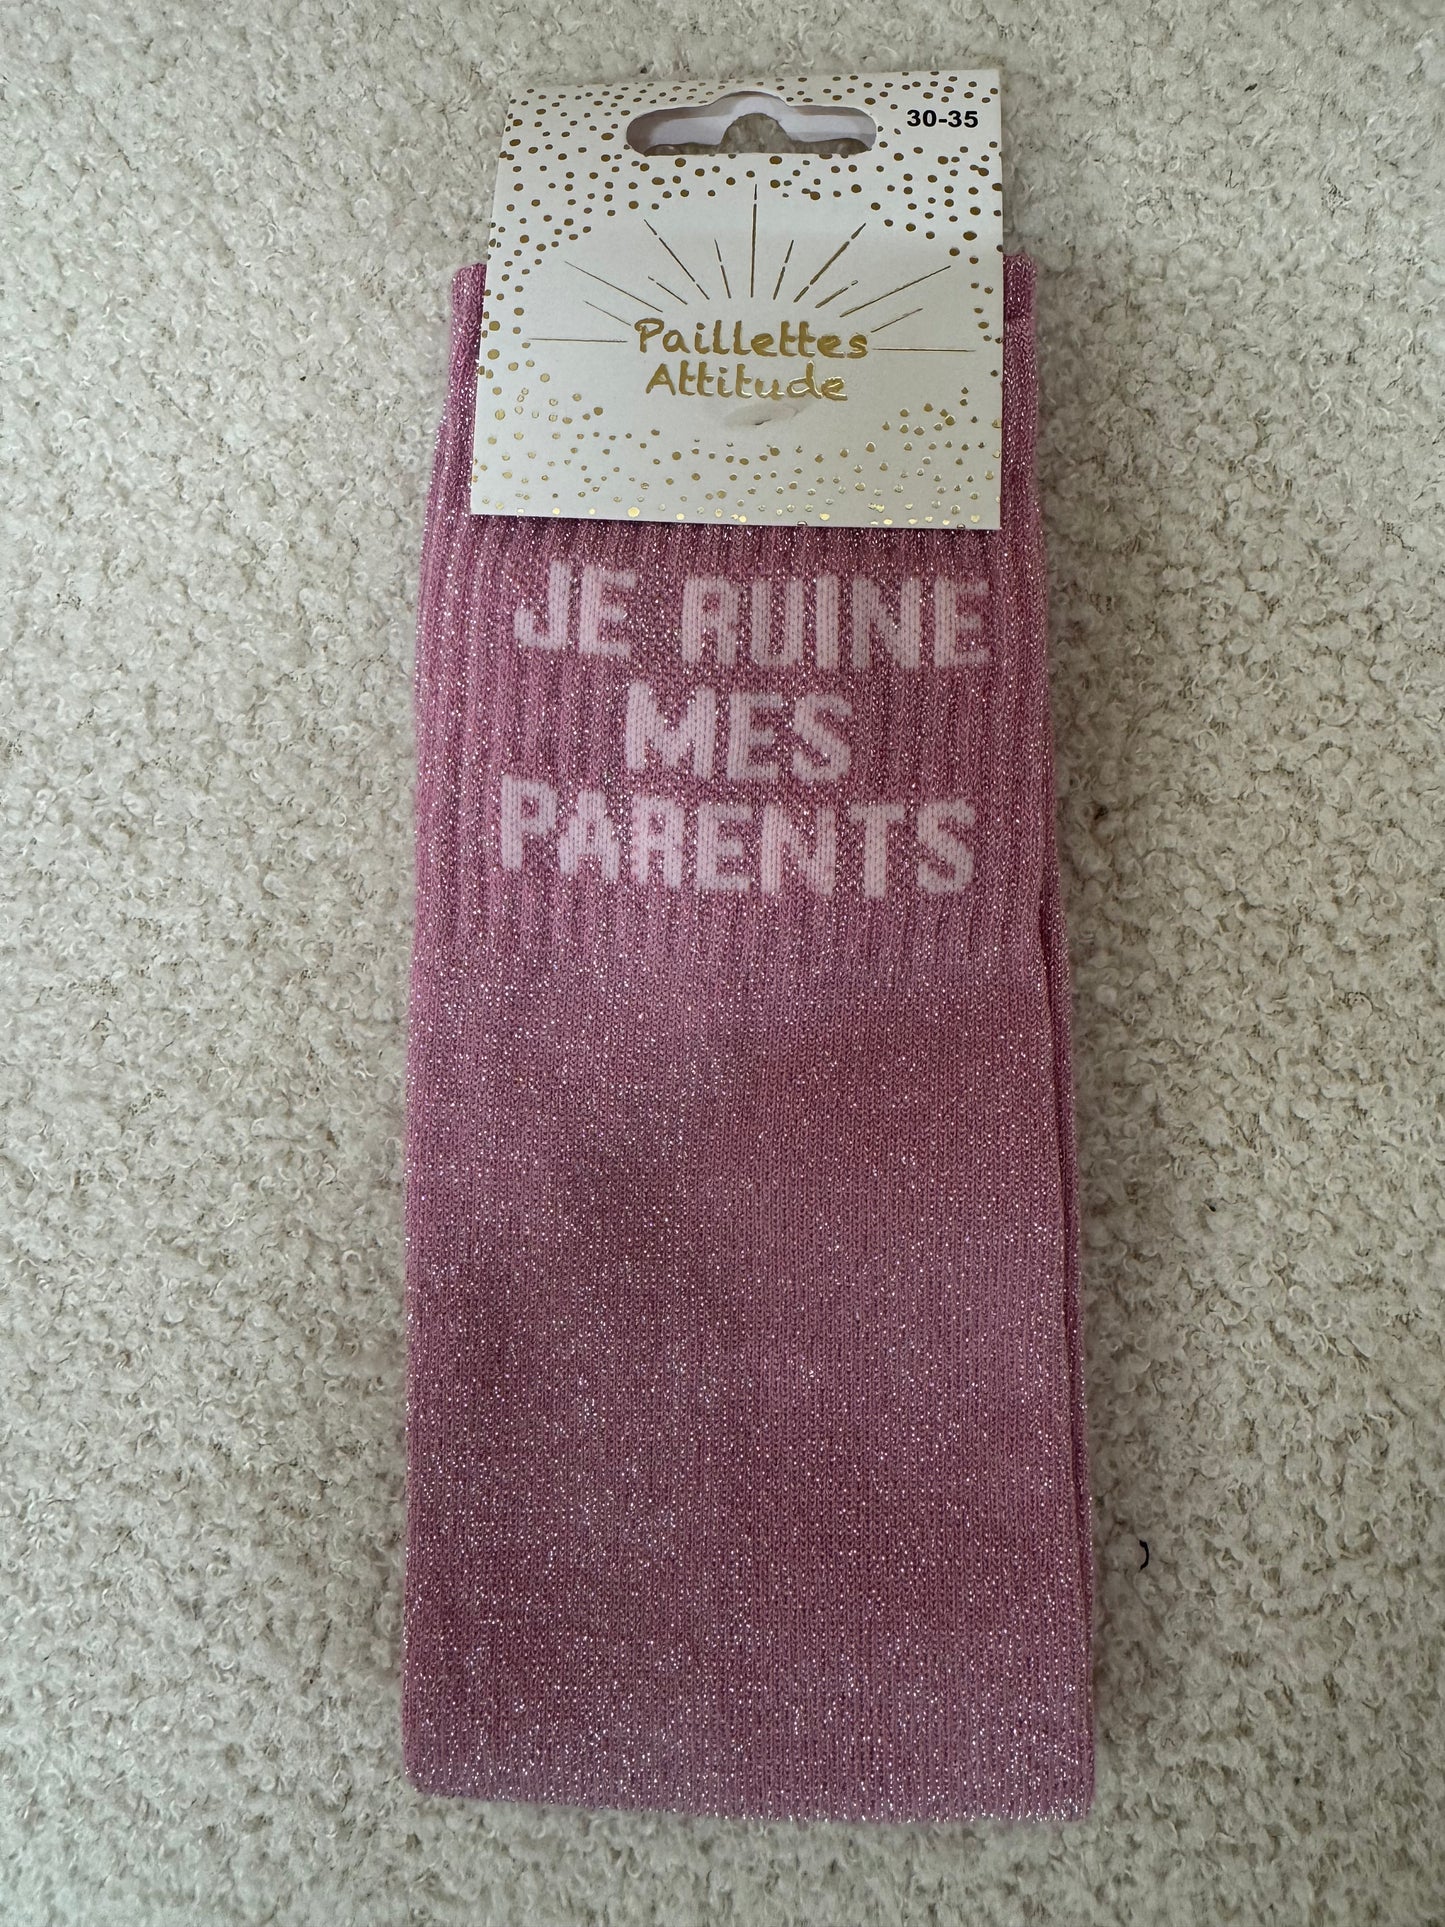 30-35
Paillettes
Attitude
JE RUINE
MES
PARENTS